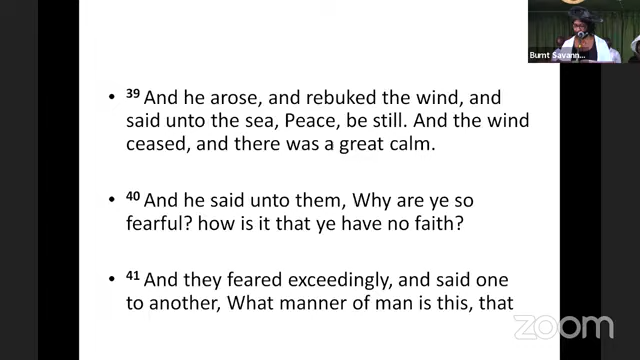 Burnt Savann...
• 39 And he arose, and rebuked the wind, and
said unto the sea, Peace, be still. And the wind
ceased, and there was a great calm.
• 40 And he said unto them, Why are ye so
fearful? how is it that ye have no faith?
• 41 And they feared exceedingly, and said one
to another, What manner of man is this, that
zoom